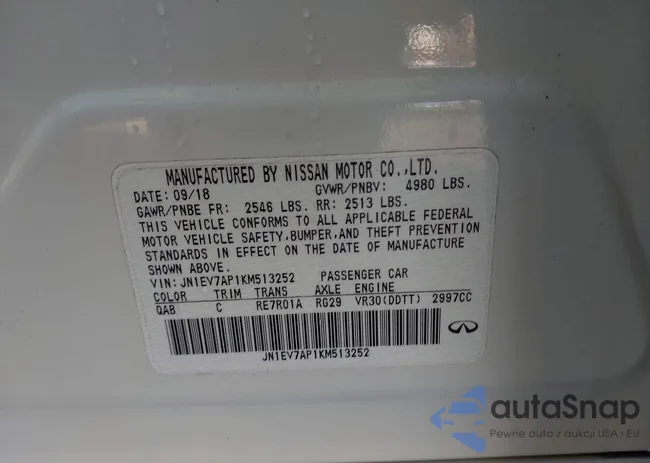 MANUFACTURED BY NISSAN MOTOR CO.,LTD.
DATE: 09/18 GVWR/PNBV: 4980 LBS.
GAWR/PNBE FR: 2546 LBS. RR: 2513 LBS.
THIS VEHICLE CONFORMS TO ALL APPLICABLE FEDERAL
MOTOR VEHICLE SAFETY,BUMPER,AND THEFT PREVENTION
STANDARDS IN EFFECT ON THE DATE OF MANUFACTURE
SHOWN ABOVE.
VIN: JN1EV7AP1KM513252 PASSENGER CAR
COLOR TRIM TRANS AXLE ENGINE
QAB C RE7R01A RG29 VR30(DDTT) 2997CC
JN1EV7AP1KM513252
autaSnap
Pewne auto z aukcji USA i EU